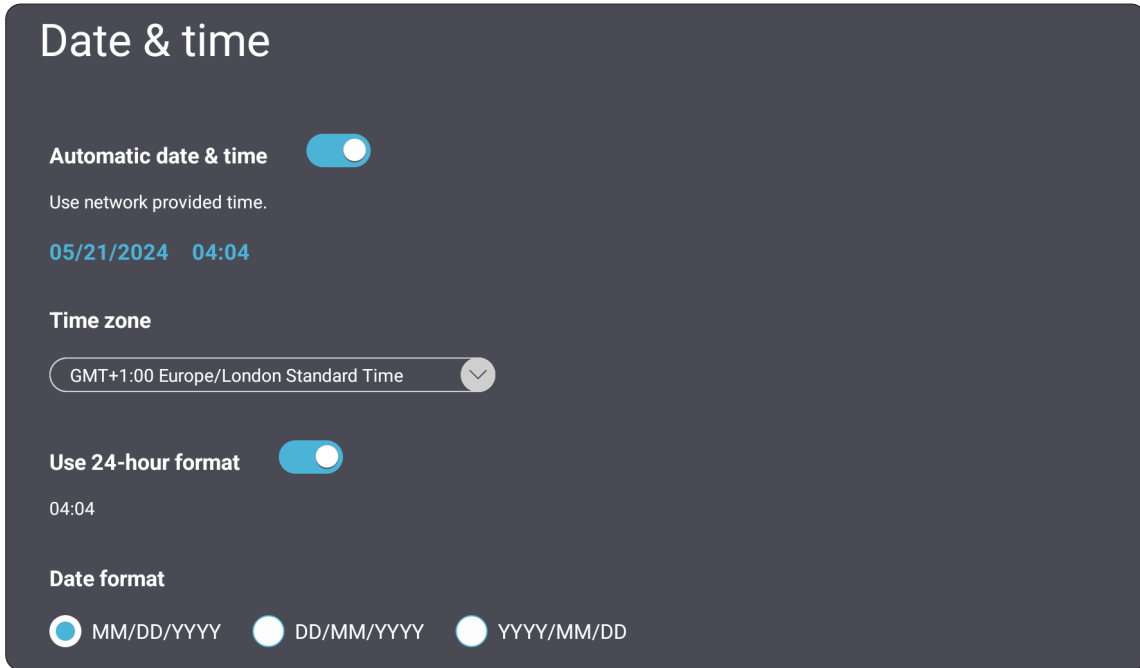 Date & time
Automatic date & time
Use network provided time.
05/21/2024 04:04
Time zone
GMT+1:00 Europe/London Standard Time
Use 24-hour format
04:04
Date format
MM/DD/YYYY DD/MM/YYYY YYYY/MM/DD